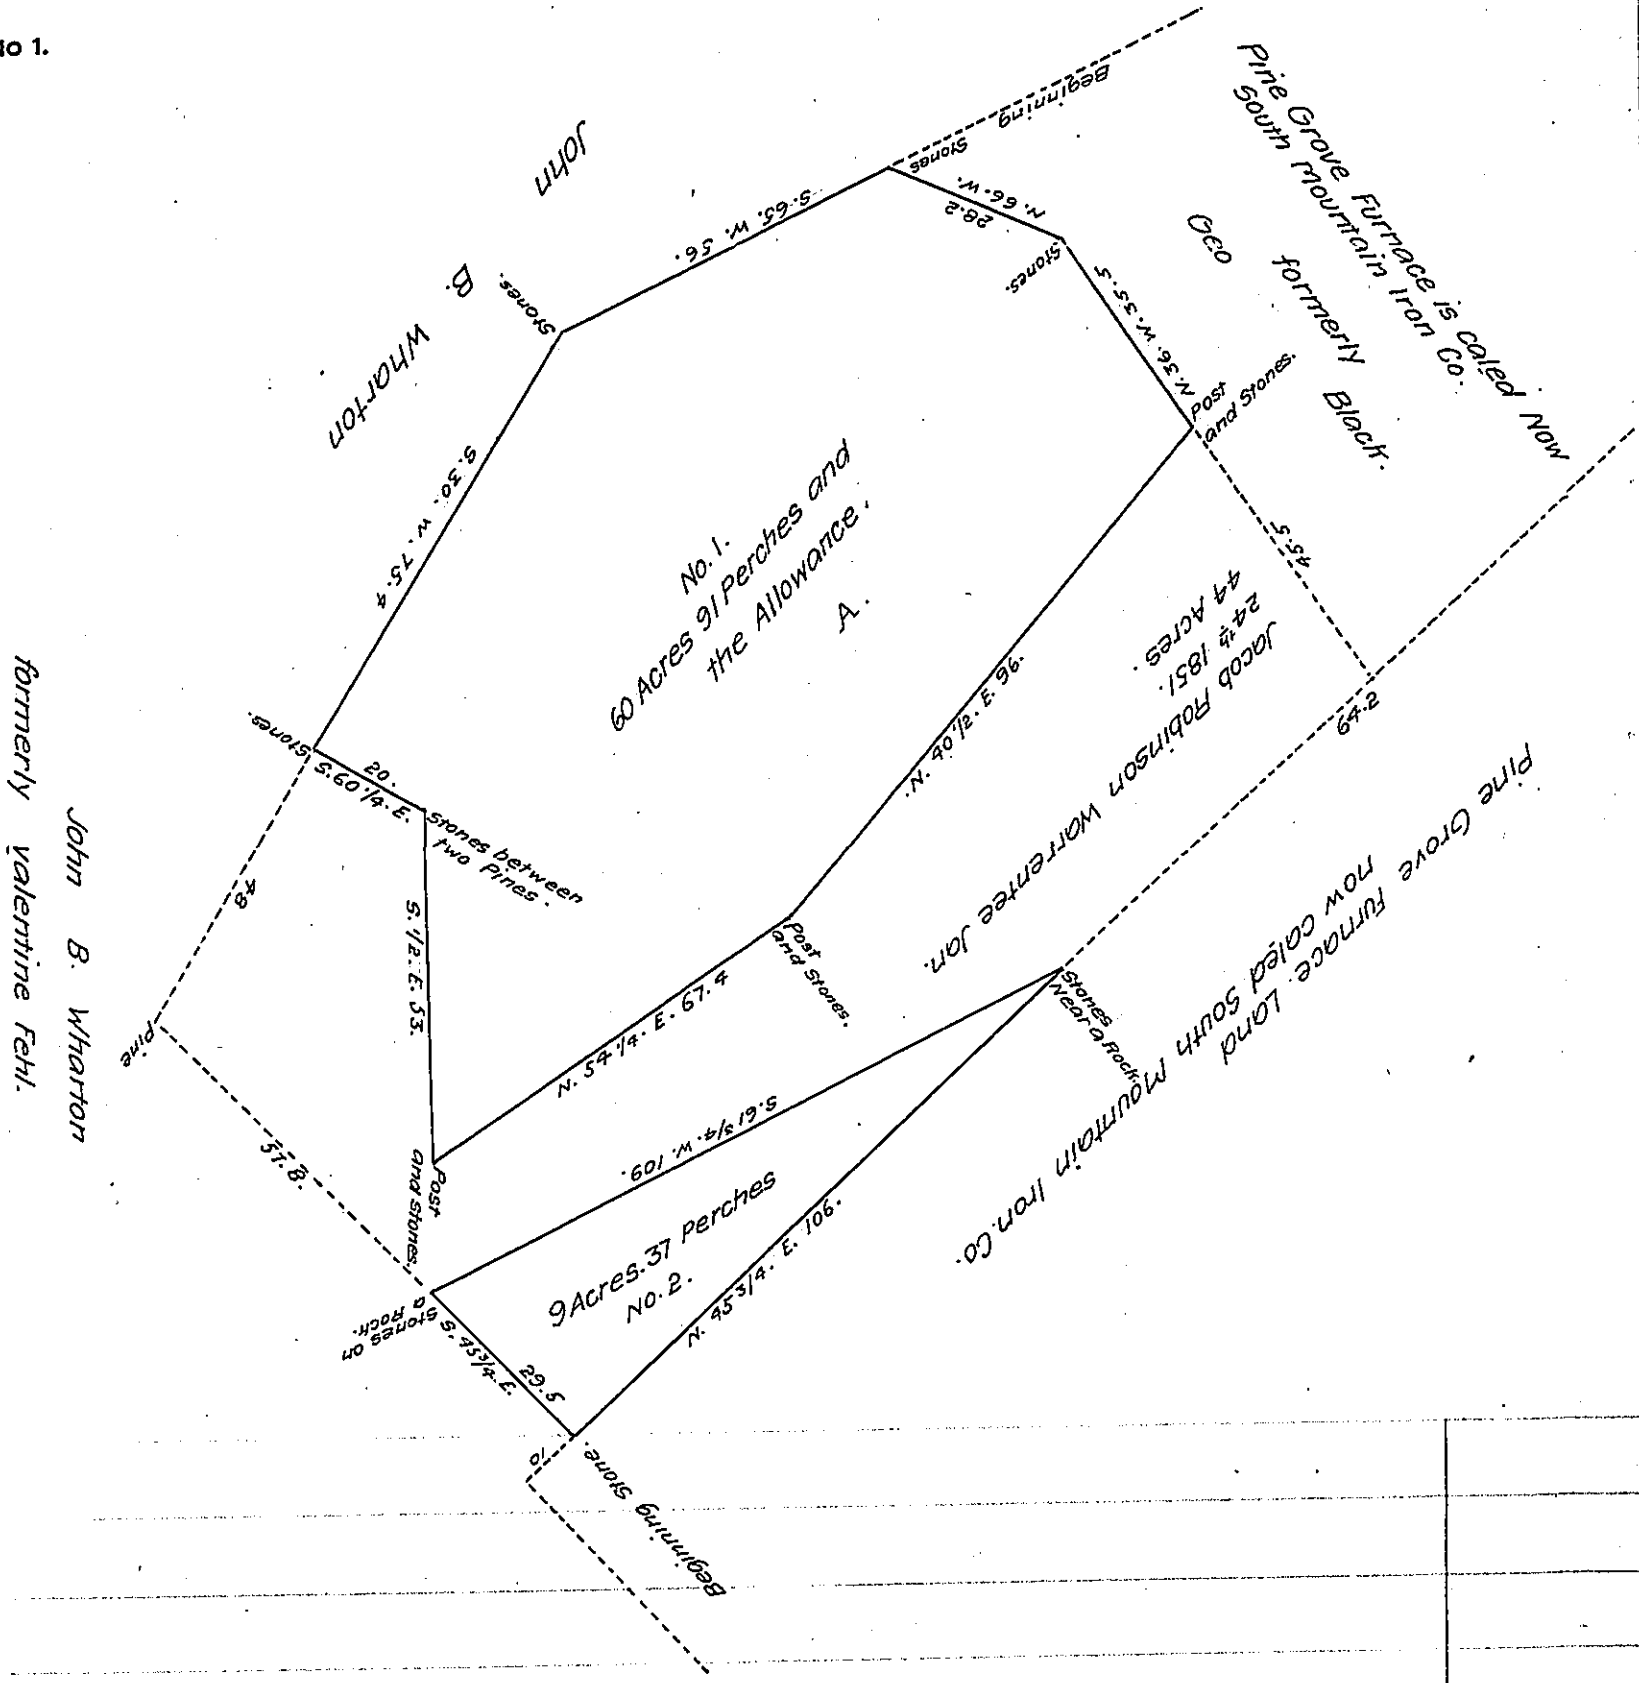 No 1.
Beginning
Stones
John
B.
Wharton
S. 65. W. 56.
N. 66. W.
28.2
Stones.
N. 36. W. 35.5
Post
and Stones.
Pine Grove Furnace is caled Now
South Mountain Iron Co.
Geo
formerly
Black.
Stones.
S. 30. W. 75.4
No. 1.
60 Acres 91 Perches and
the Allowance.
A.
45.5
64.2
Jacob Robinson Warrentee Jan.
24th 1851.
44 Acres.
N. 40 1/2. E. 96.
Stones.
20.
S. 60 1/4. E.
Stones between
two Pines.
48
Pine
S. 1/2. E. 53.
N. 54 1/4. E. 67.4
Post
and Stones.
Pine Grove Furnace. Land
now caled South Mountain Iron. Co.
John B. Wharton
formerly valentine Fehl.
57.8.
Post
and stones.
Stones
Near a Rock.
S. 61 3/4. W. 109.
9 Acres. 37 Perches
No. 2.
N. 45 3/4. E. 106.
Stones on
a Rock.
S. 45 3/4. E.
29.5
10
Beginning Stone.